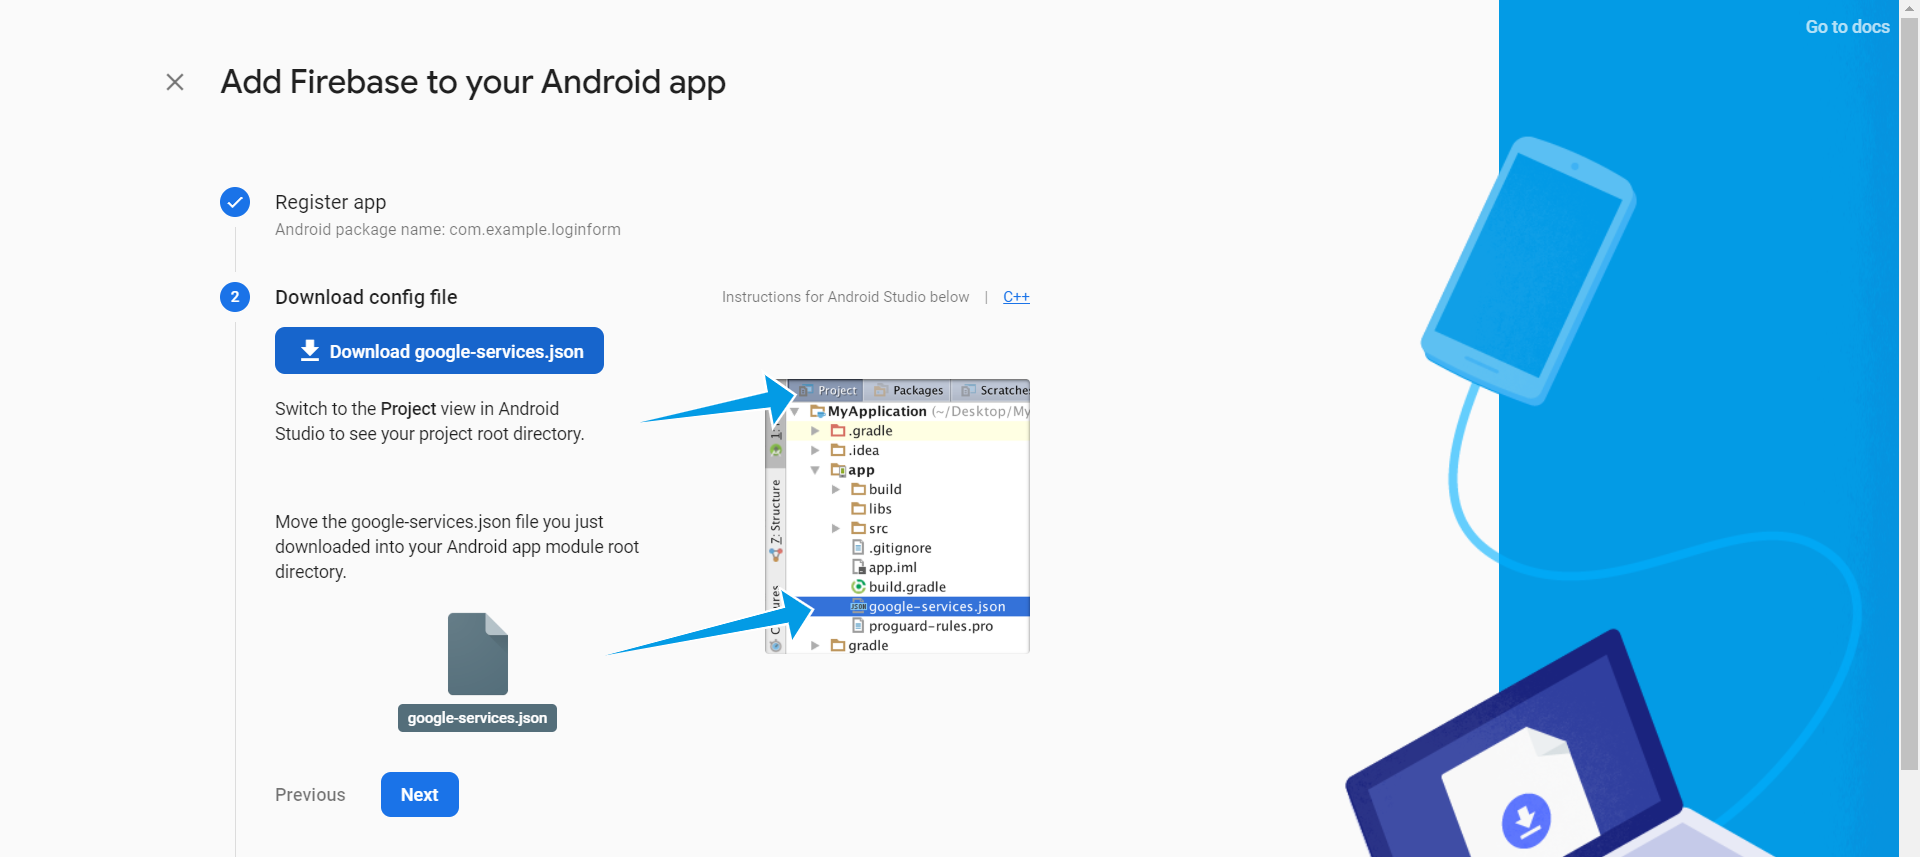 Go to docs
Add Firebase to your Android app
Register app
Android package name: com.example.loginform
2
Download config file
Instructions for Android Studio below | C++
Download google-services.json
Switch to the Project view in Android
Studio to see your project root directory.
Move the google-services.json file you just
downloaded into your Android app module root
directory.
Project Packages Scratches
MyApplication (~/Desktop/My
.gradle
.idea
app
build
libs
src
.gitignore
app.iml
build.gradle
google-services.json
proguard-rules.pro
gradle
7: Structure
google-services.json
Previous
Next